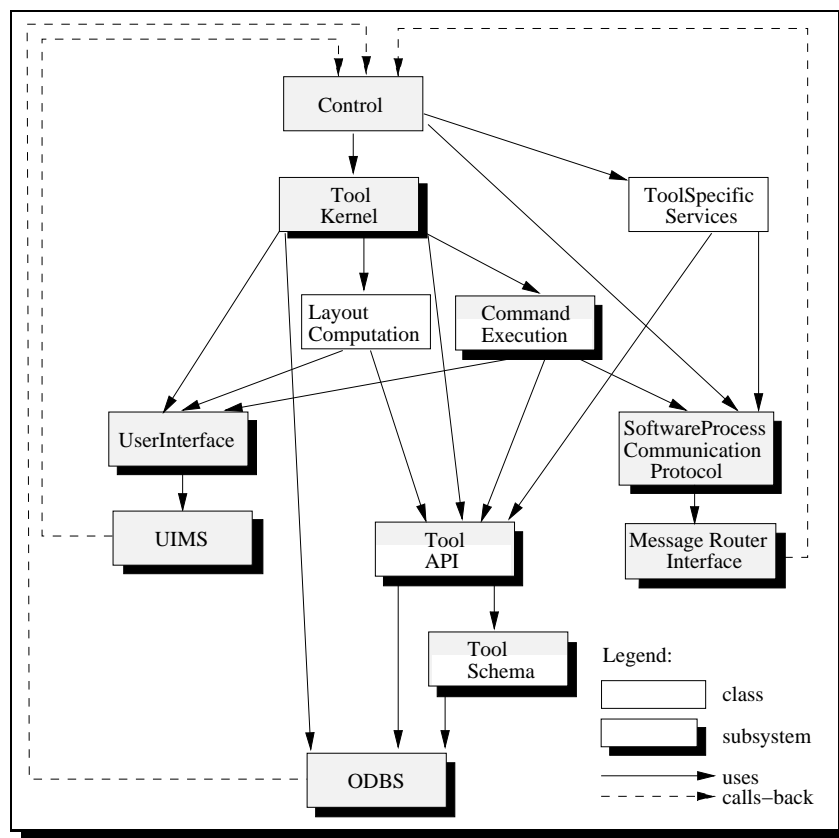 Control
Tool
Kernel
ToolSpecific
Services
Layout
Computation
Command
Execution
UserInterface
SoftwareProcess
Communication
Protocol
UIMS
Tool
API
Message Router
Interface
Tool
Schema
Legend:
class
subsystem
ODBS
uses
calls−back